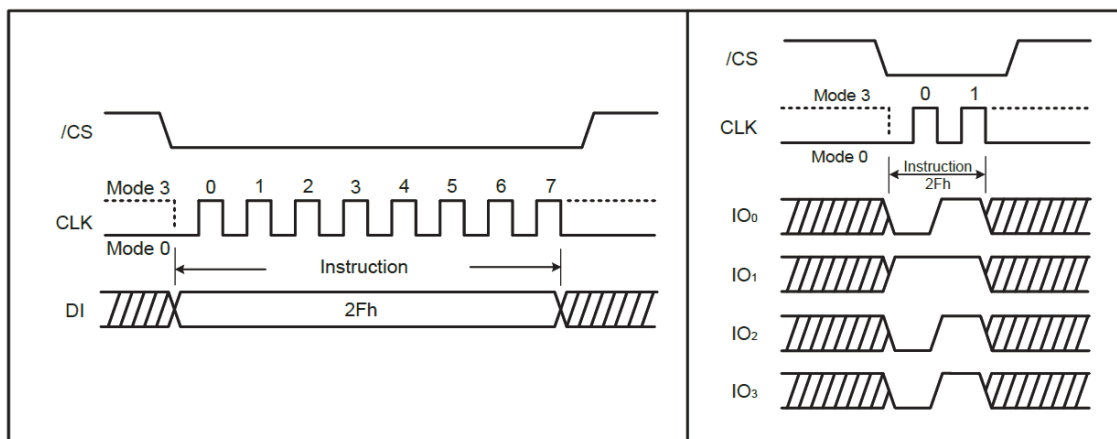 /CS
Mode 3 0 1 2 3 4 5 6 7
CLK
Mode 0
Instruction
DI 2Fh
/CS
Mode 3 0 1
CLK
Mode 0 Instruction
2Fh
IO₀
IO₁
IO₂
IO₃